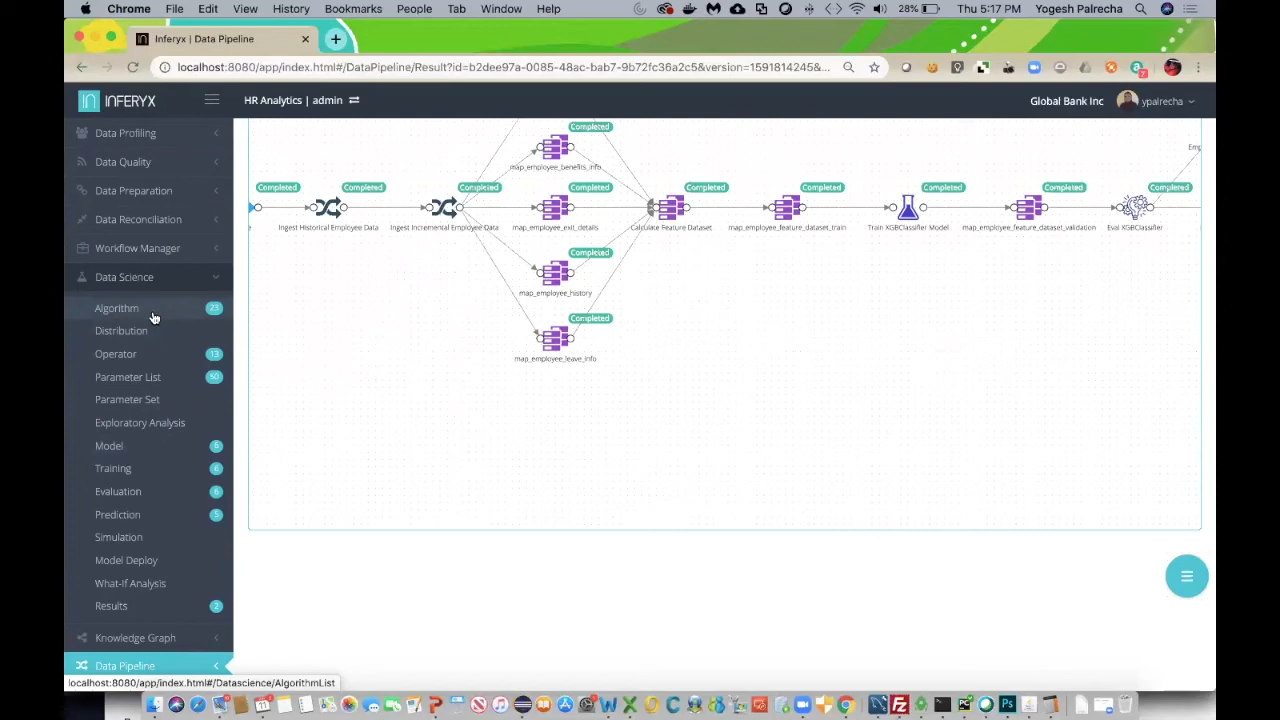 Chrome File Edit View History Bookmarks People Tab Window Help 28% Thu 5:17 PM Yogesh Palrecha
Inferyx | Data Pipeline
localhost:8080/app/index.html#/DataPipeline/Result?id=b2dee97a-0085-48ac-bab7-9b72fc36a2c5&version=1591814245&...
INFERYX HR Analytics | admin Global Bank Inc ypalrecha
Data Profiling
Data Quality
Data Preparation
Data Reconciliation
Workflow Manager
Data Science
Algorithm 23
Distribution
Operator 13
Parameter List 50
Parameter Set
Exploratory Analysis
Model 6
Training 6
Evaluation 6
Prediction 5
Simulation
Model Deploy
What-If Analysis
Results 2
Knowledge Graph
Data Pipeline
localhost:8080/app/index.html#/Datascience/AlgorithmList
Completed
map_employee_benefits_info
Emp
Completed Completed Completed Completed Completed Completed Completed Completed Completed
Ingest Historical Employee Data Ingest Incremental Employee Data map_employee_exit_details Calculate Feature Dataset map_employee_feature_dataset_train Train XGBClassifier Model map_employee_feature_dataset_validation Eval XGBClassifier
Completed
map_employee_history
Completed
map_employee_leave_info